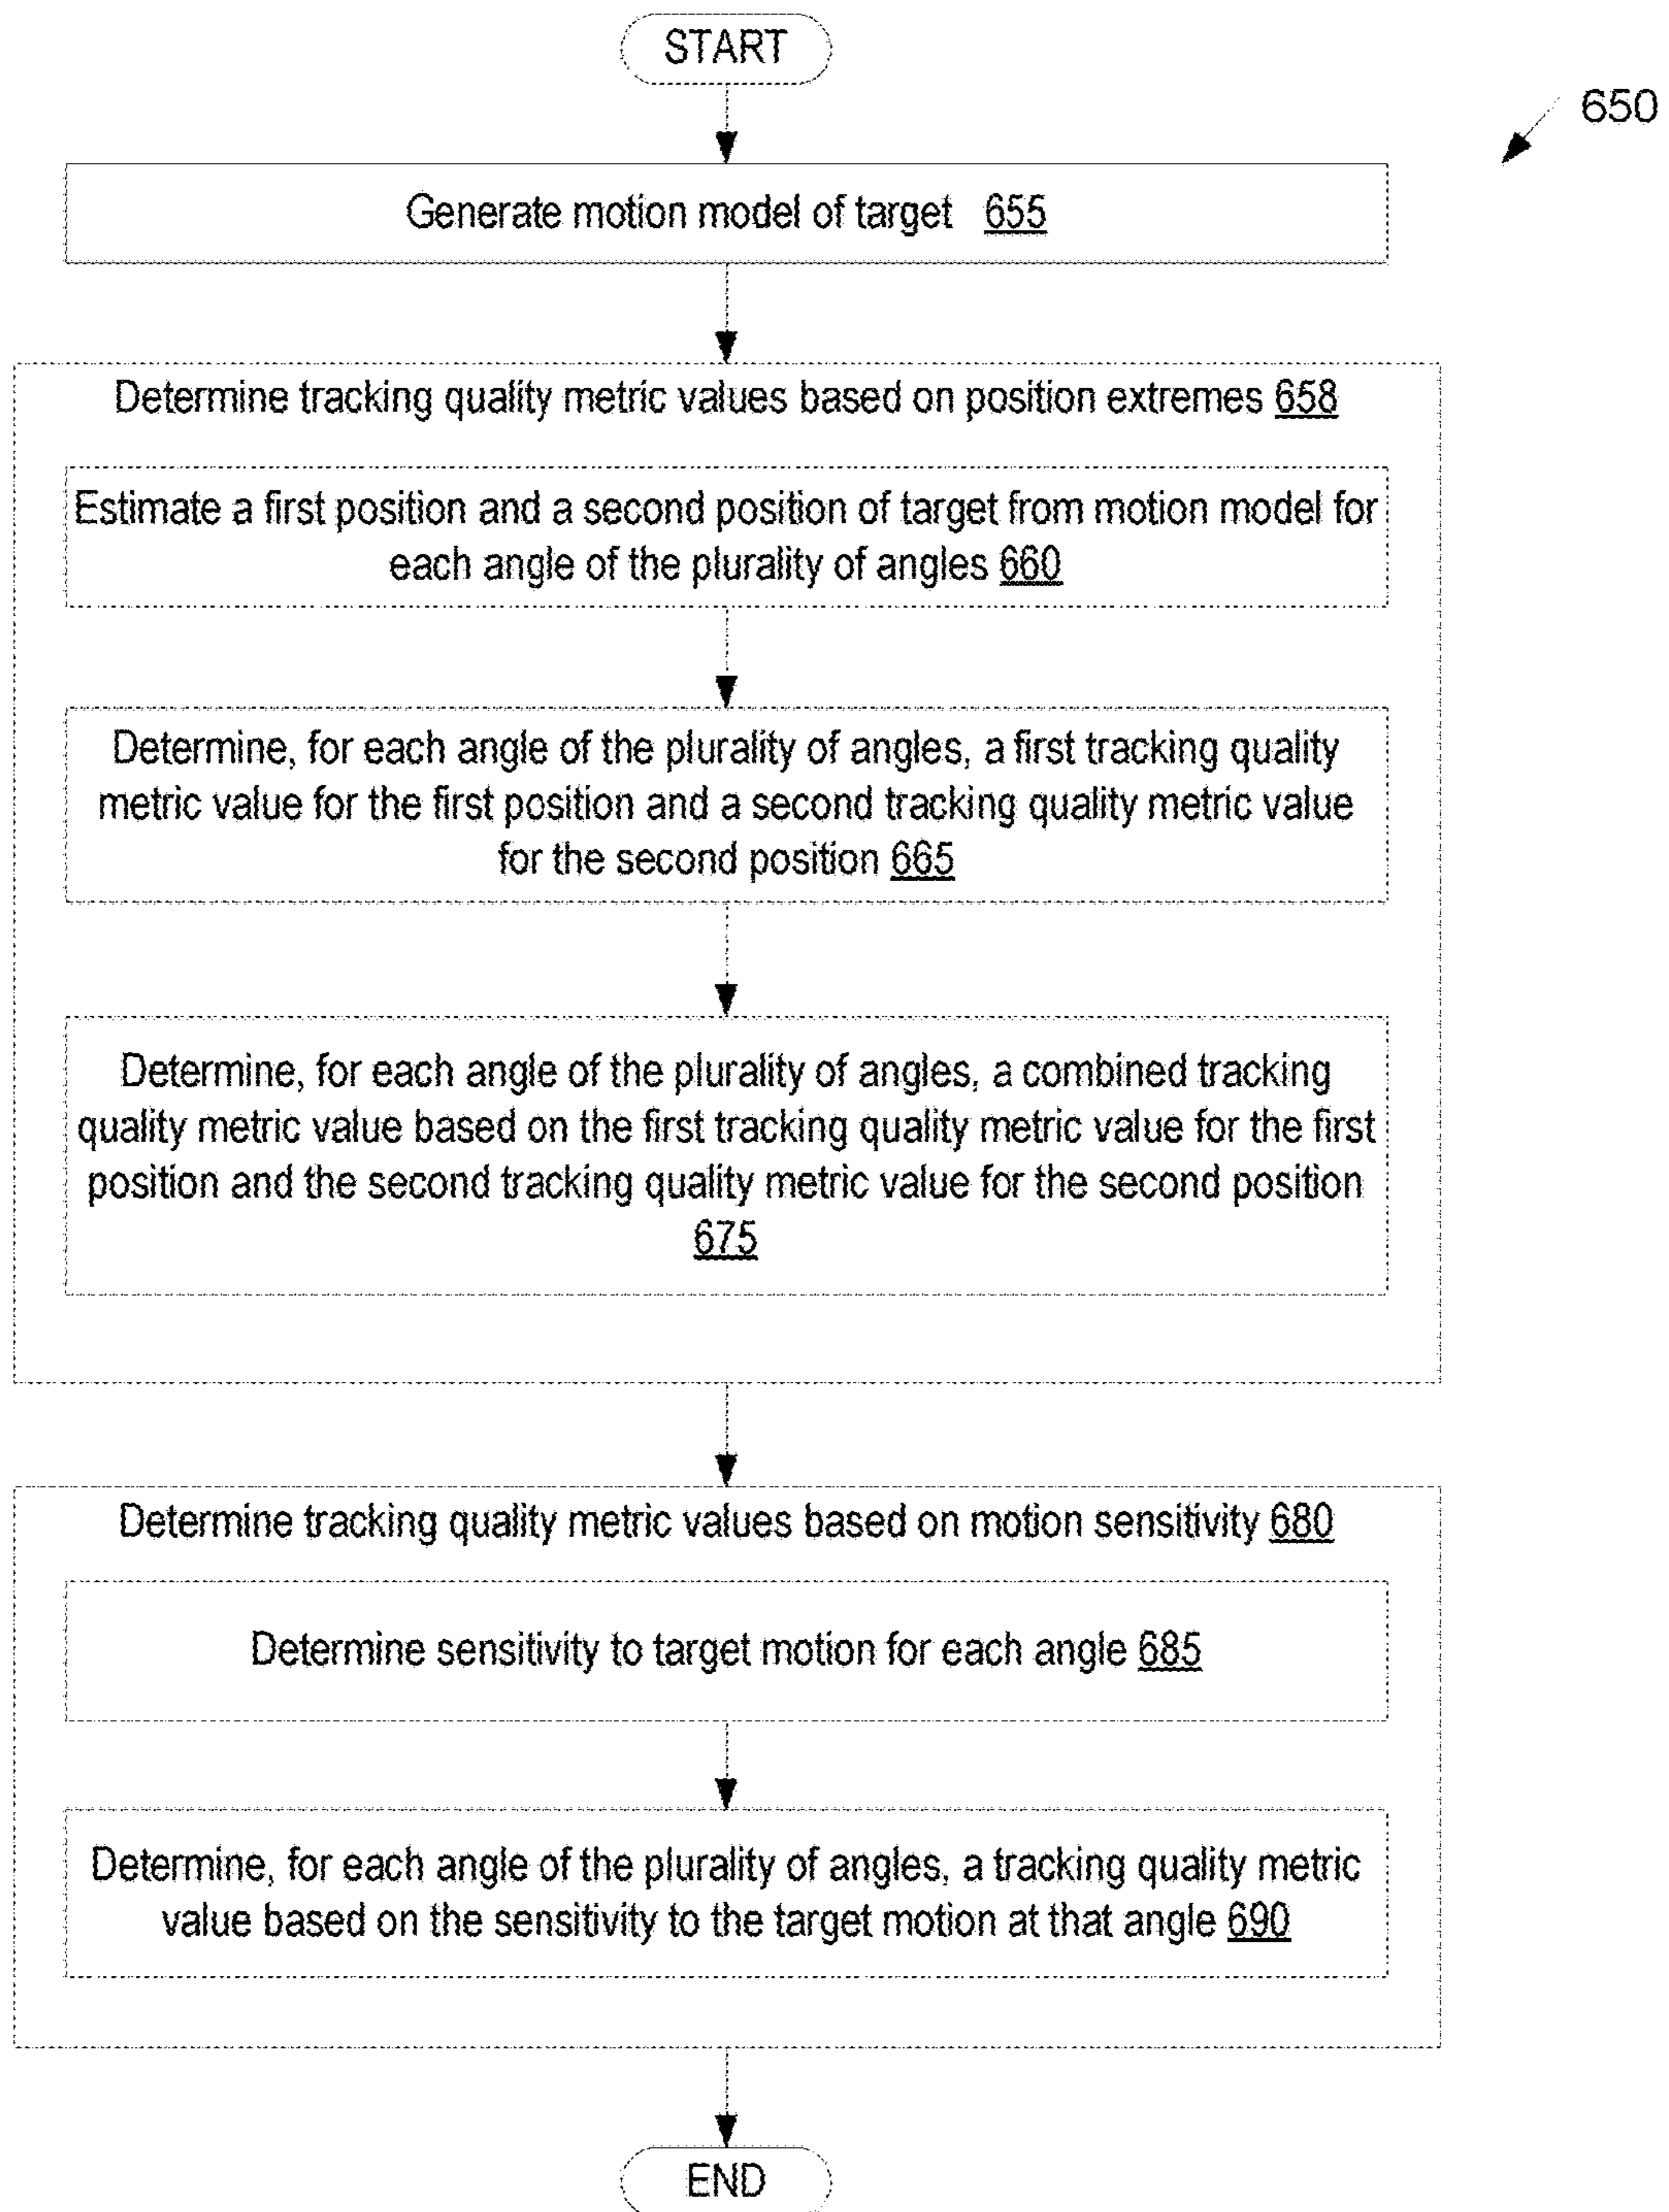 START
650
Generate motion model of target 655
Determine tracking quality metric values based on position extremes 658
Estimate a first position and a second position of target from motion model for
each angle of the plurality of angles 660
Determine, for each angle of the plurality of angles, a first tracking quality
metric value for the first position and a second tracking quality metric value
for the second position 665
Determine, for each angle of the plurality of angles, a combined tracking
quality metric value based on the first tracking quality metric value for the first
position and the second tracking quality metric value for the second position
675
Determine tracking quality metric values based on motion sensitivity 680
Determine sensitivity to target motion for each angle 685
Determine, for each angle of the plurality of angles, a tracking quality metric
value based on the sensitivity to the target motion at that angle 690
END